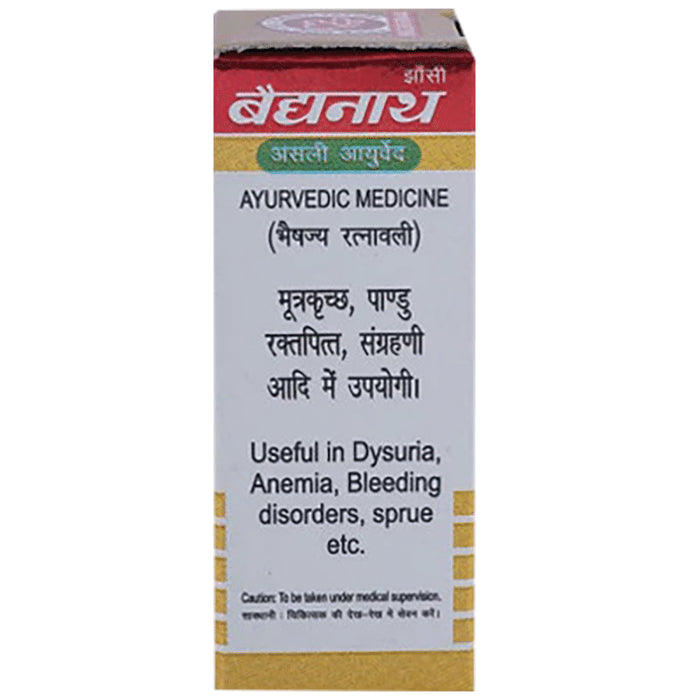 झाँसी
बैद्यनाथ
असली आयुर्वेद
AYURVEDIC MEDICINE
(भैषज्य रत्नावली)
मूत्रकृच्छ, पाण्डु
रक्तपित्त, संग्रहणी
आदि में उपयोगी।
Useful in Dysuria,
Anemia, Bleeding
disorders, sprue
etc.
Caution: To be taken under medical supervision.
सावधानी : चिकित्सक की देख-रेख में सेवन करें।